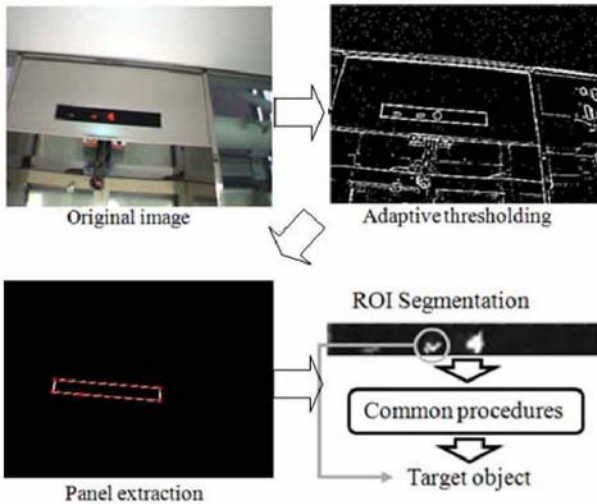 Original image
Adaptive thresholding
ROI Segmentation
Common procedures
Target object
Panel extraction